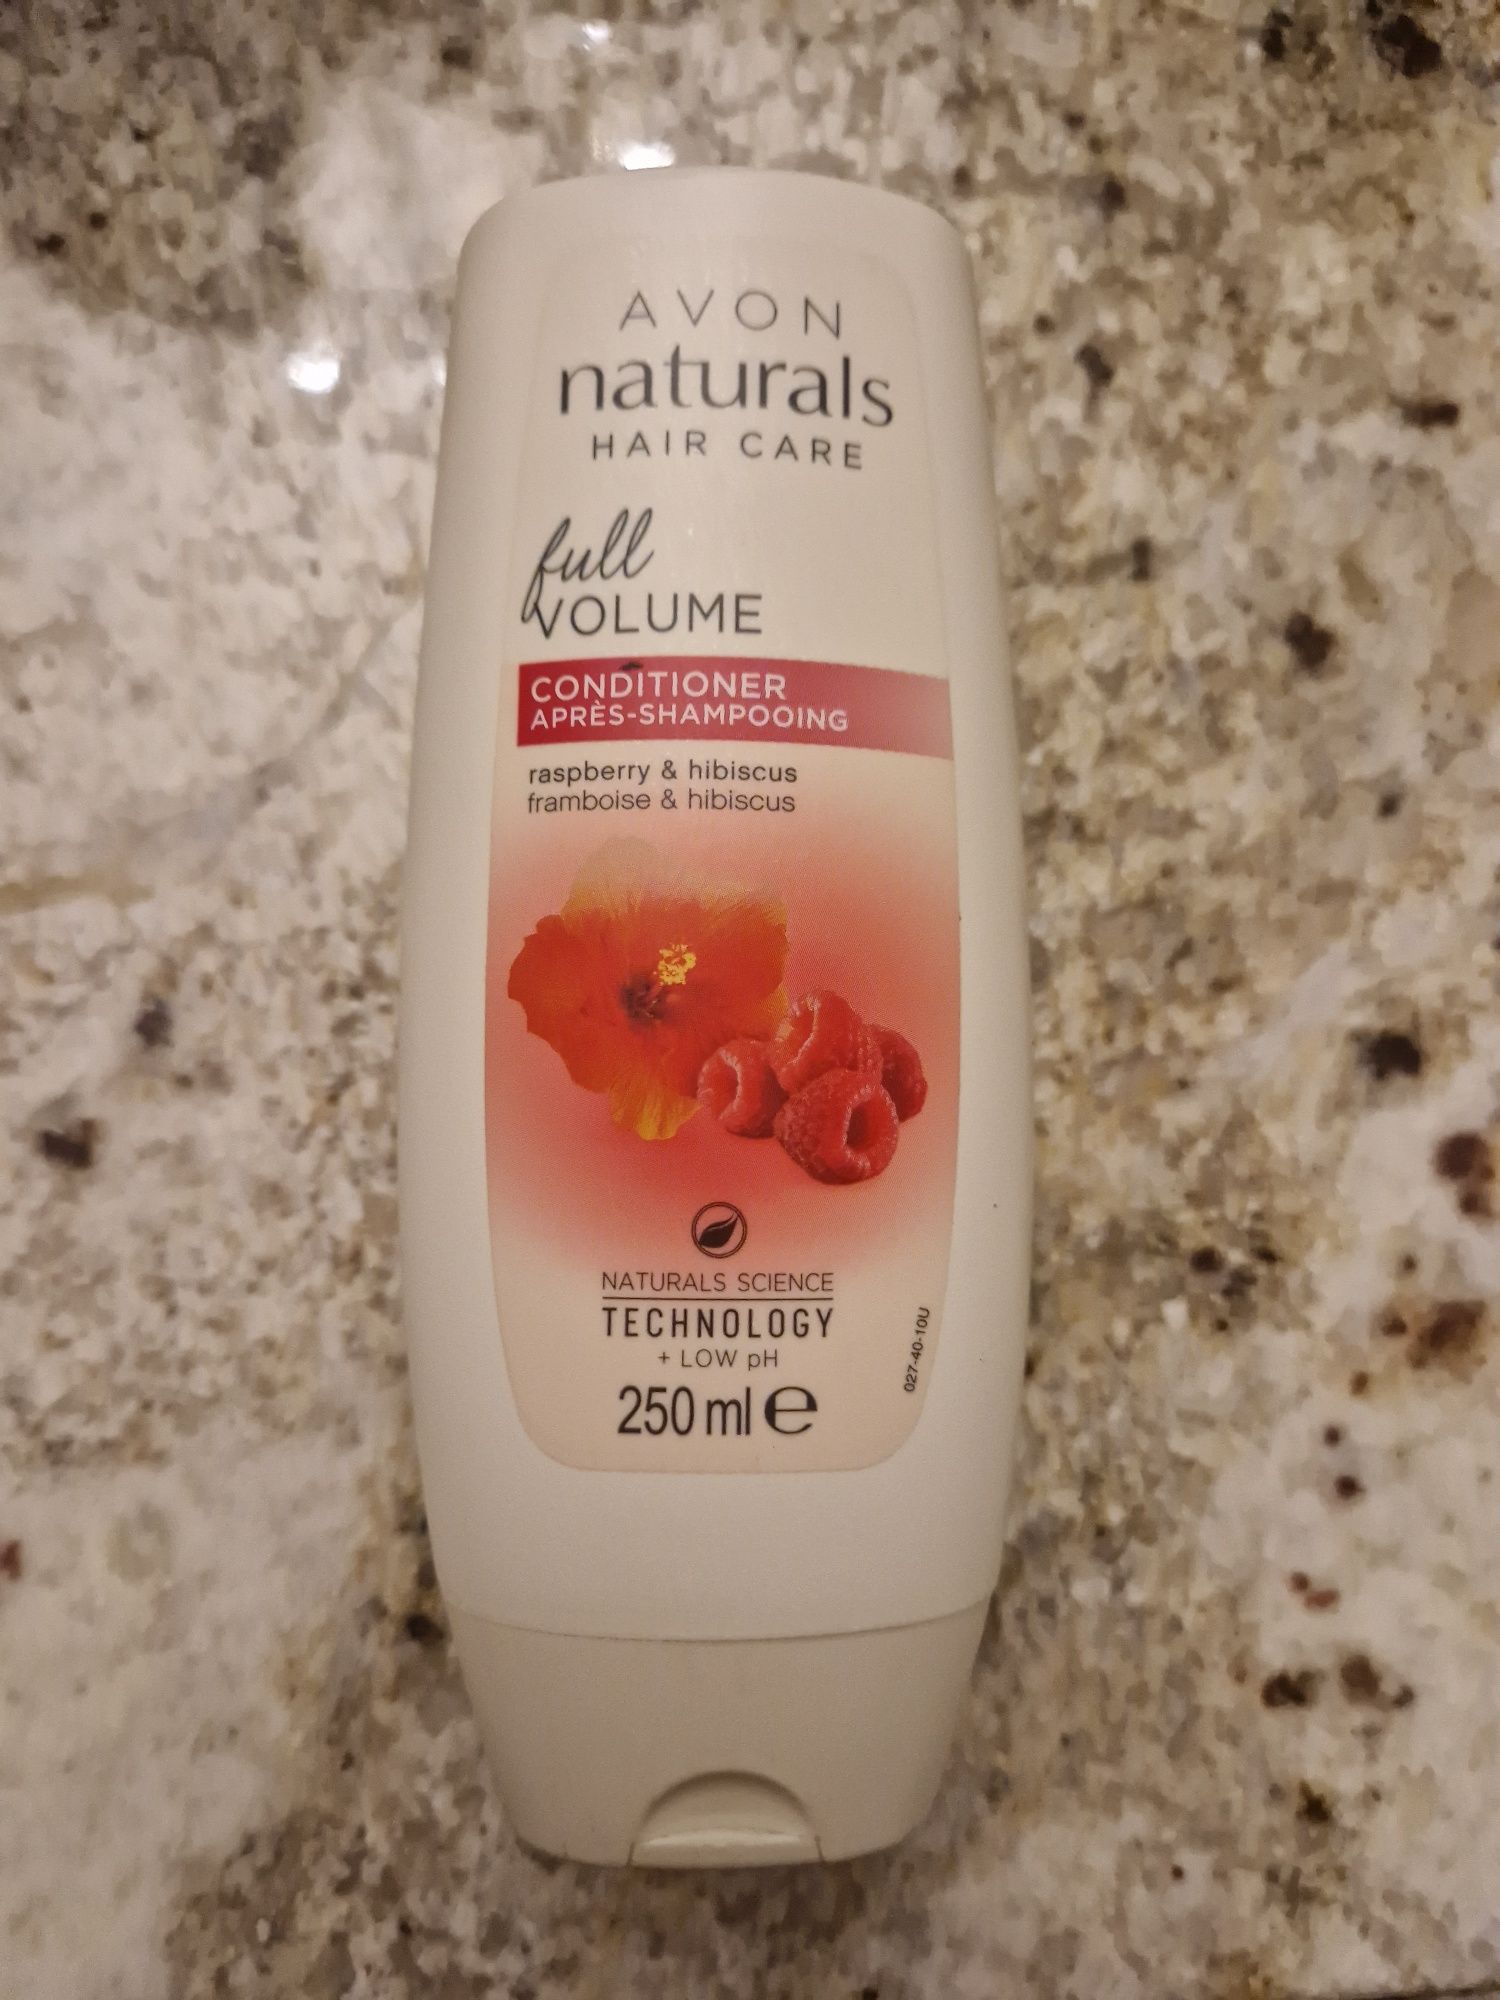 AVON
naturals
HAIR CARE
full
VOLUME
CONDITIONER
APRÈS-SHAMPOOING
raspberry & hibiscus
framboise & hibiscus
NATURALS SCIENCE
TECHNOLOGY
+ LOW pH
250 ml e
027-40-10U